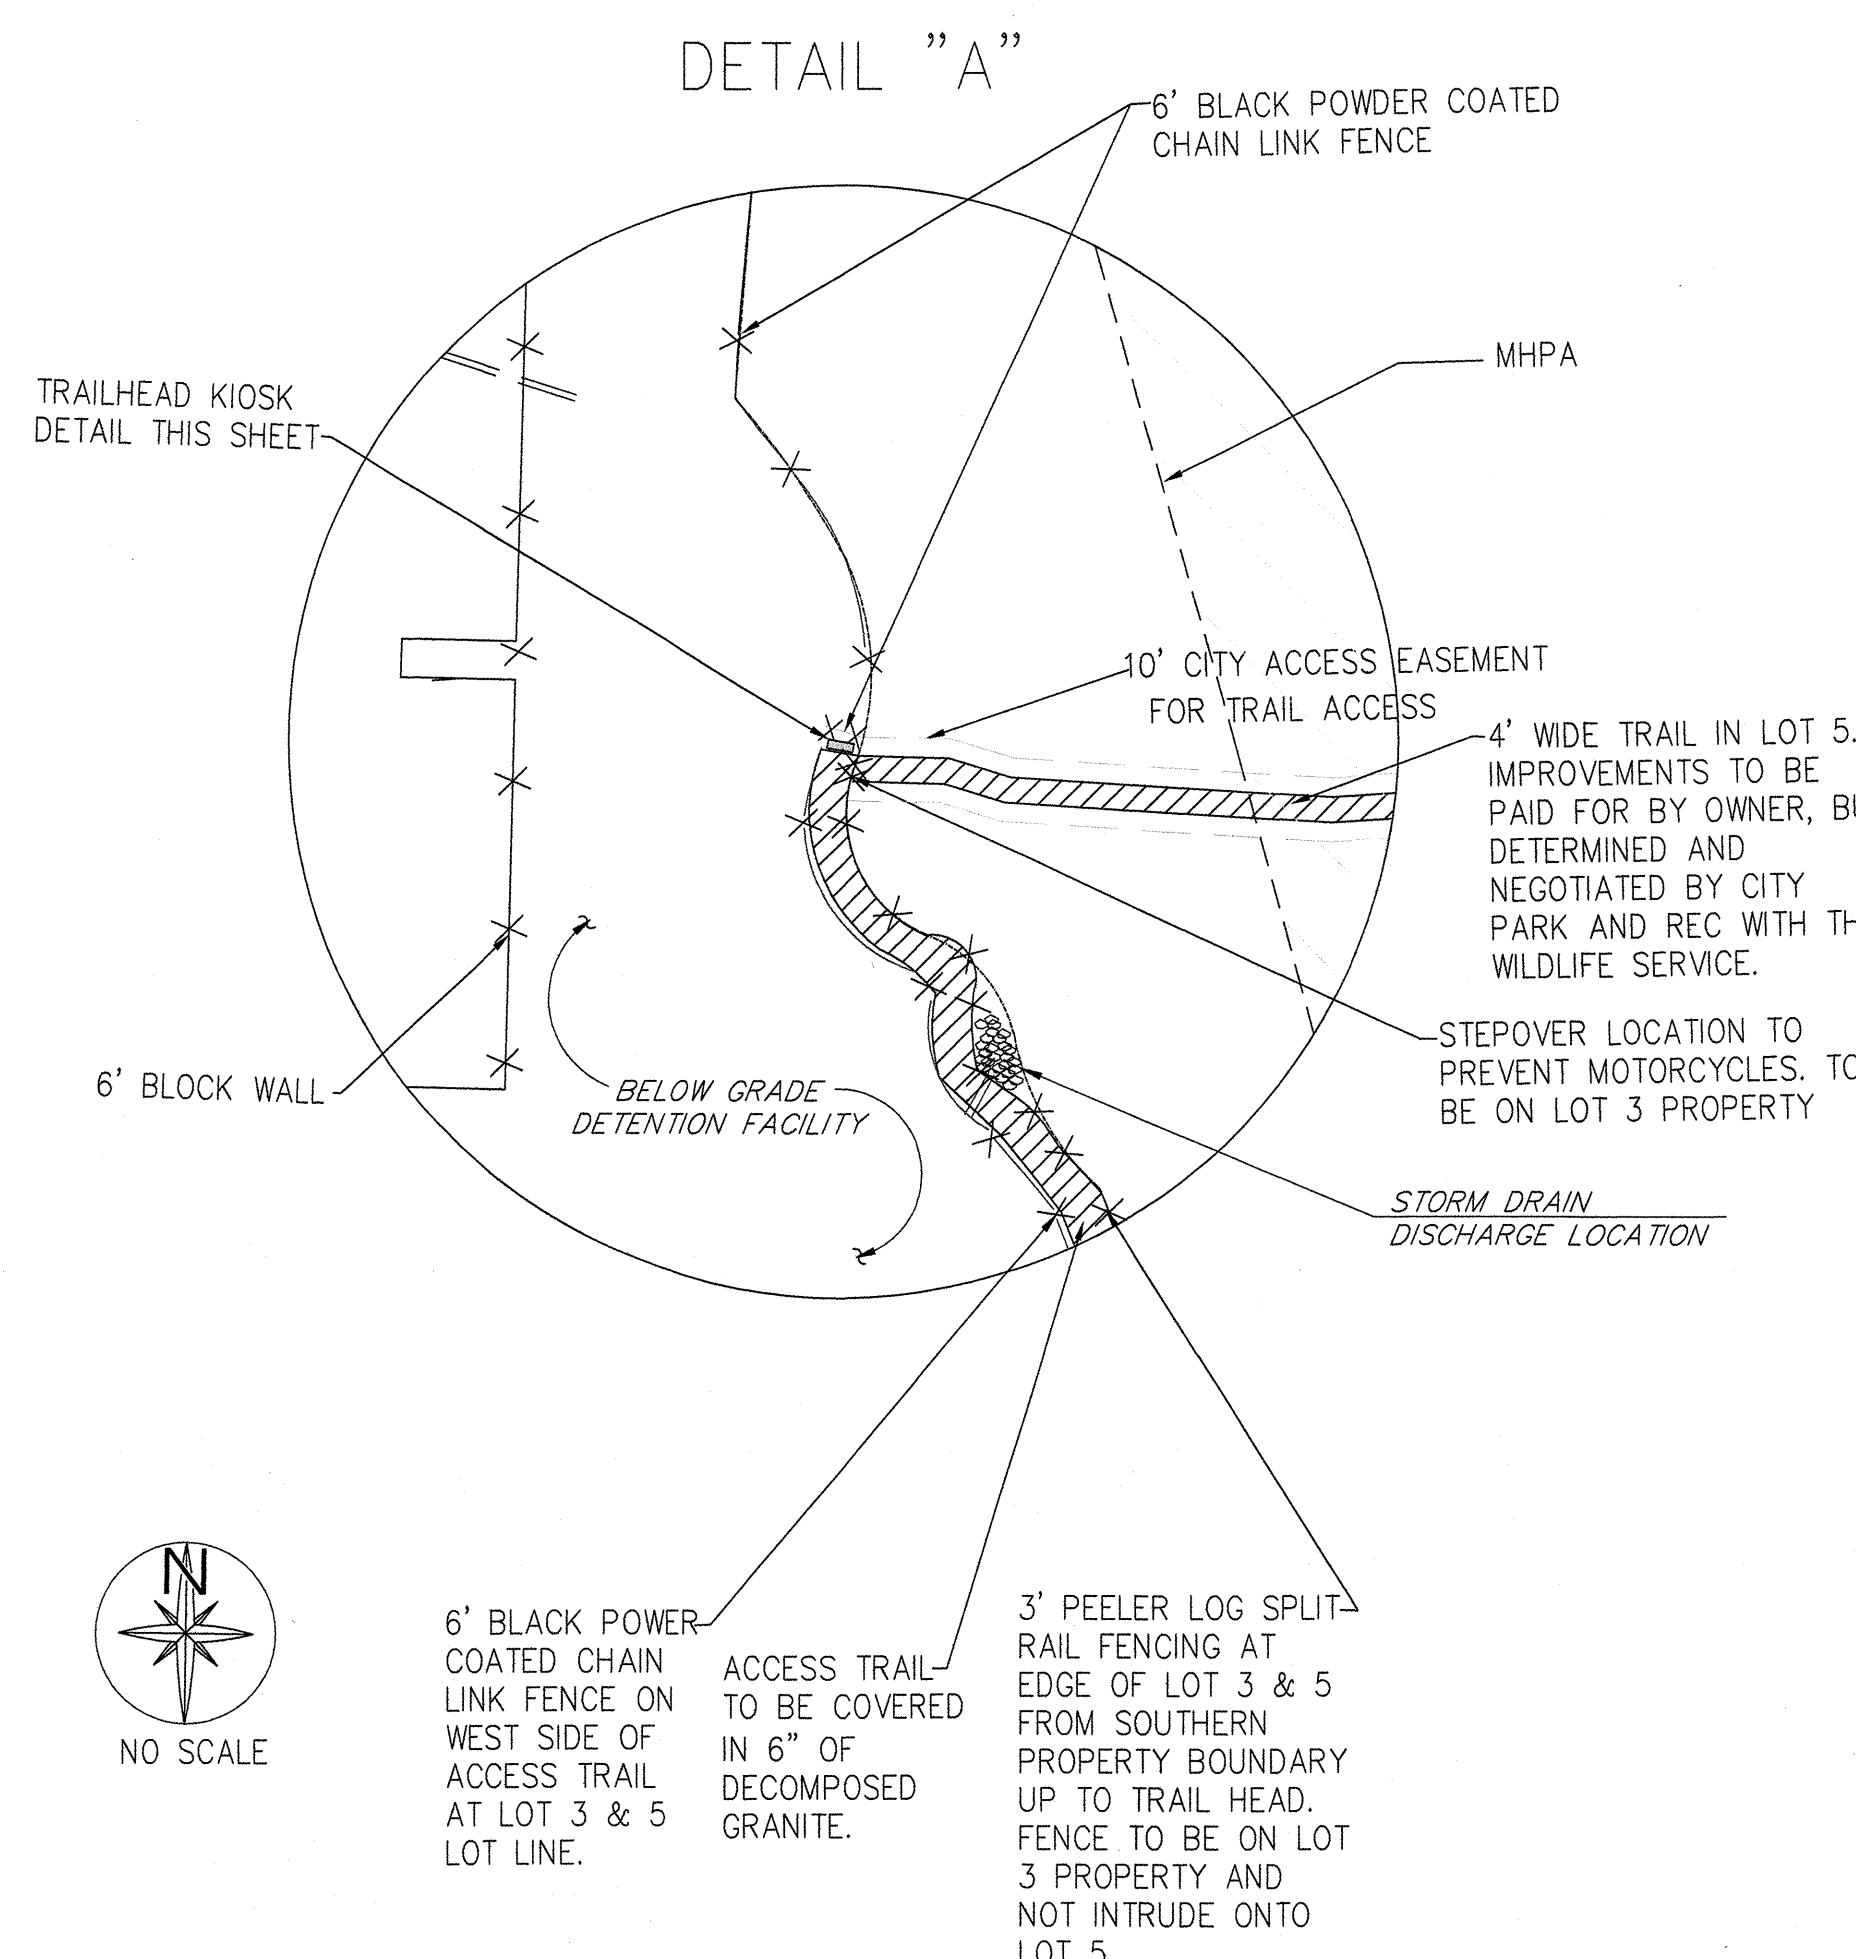 DETAIL "A"
6' BLACK POWDER COATED
CHAIN LINK FENCE
MHPA
TRAILHEAD KIOSK
DETAIL THIS SHEET
10' CITY ACCESS EASEMENT
FOR TRAIL ACCESS
4' WIDE TRAIL IN LOT 5.
IMPROVEMENTS TO BE
PAID FOR BY OWNER,
DETERMINED AND
NEGOTIATED BY CITY
PARK AND REC WITH
WILDLIFE SERVICE.
STEPOVER LOCATION TO
PREVENT MOTORCYCLES.
BE ON LOT 3 PROPERTY
6' BLOCK WALL
BELOW GRADE
DETENTION FACILITY
STORM DRAIN
DISCHARGE LOCATION
N
NO SCALE
6' BLACK POWER
COATED CHAIN
LINK FENCE ON
WEST SIDE OF
ACCESS TRAIL
AT LOT 3 & 5
LOT LINE.
ACCESS TRAIL
TO BE COVERED
IN 6" OF
DECOMPOSED
GRANITE.
3' PEELER LOG SPLIT
RAIL FENCING AT
EDGE OF LOT 3 & 5
FROM SOUTHERN
PROPERTY BOUNDARY
UP TO TRAIL HEAD.
FENCE TO BE ON LOT
3 PROPERTY AND
NOT INTRUDE ONTO
LOT 5